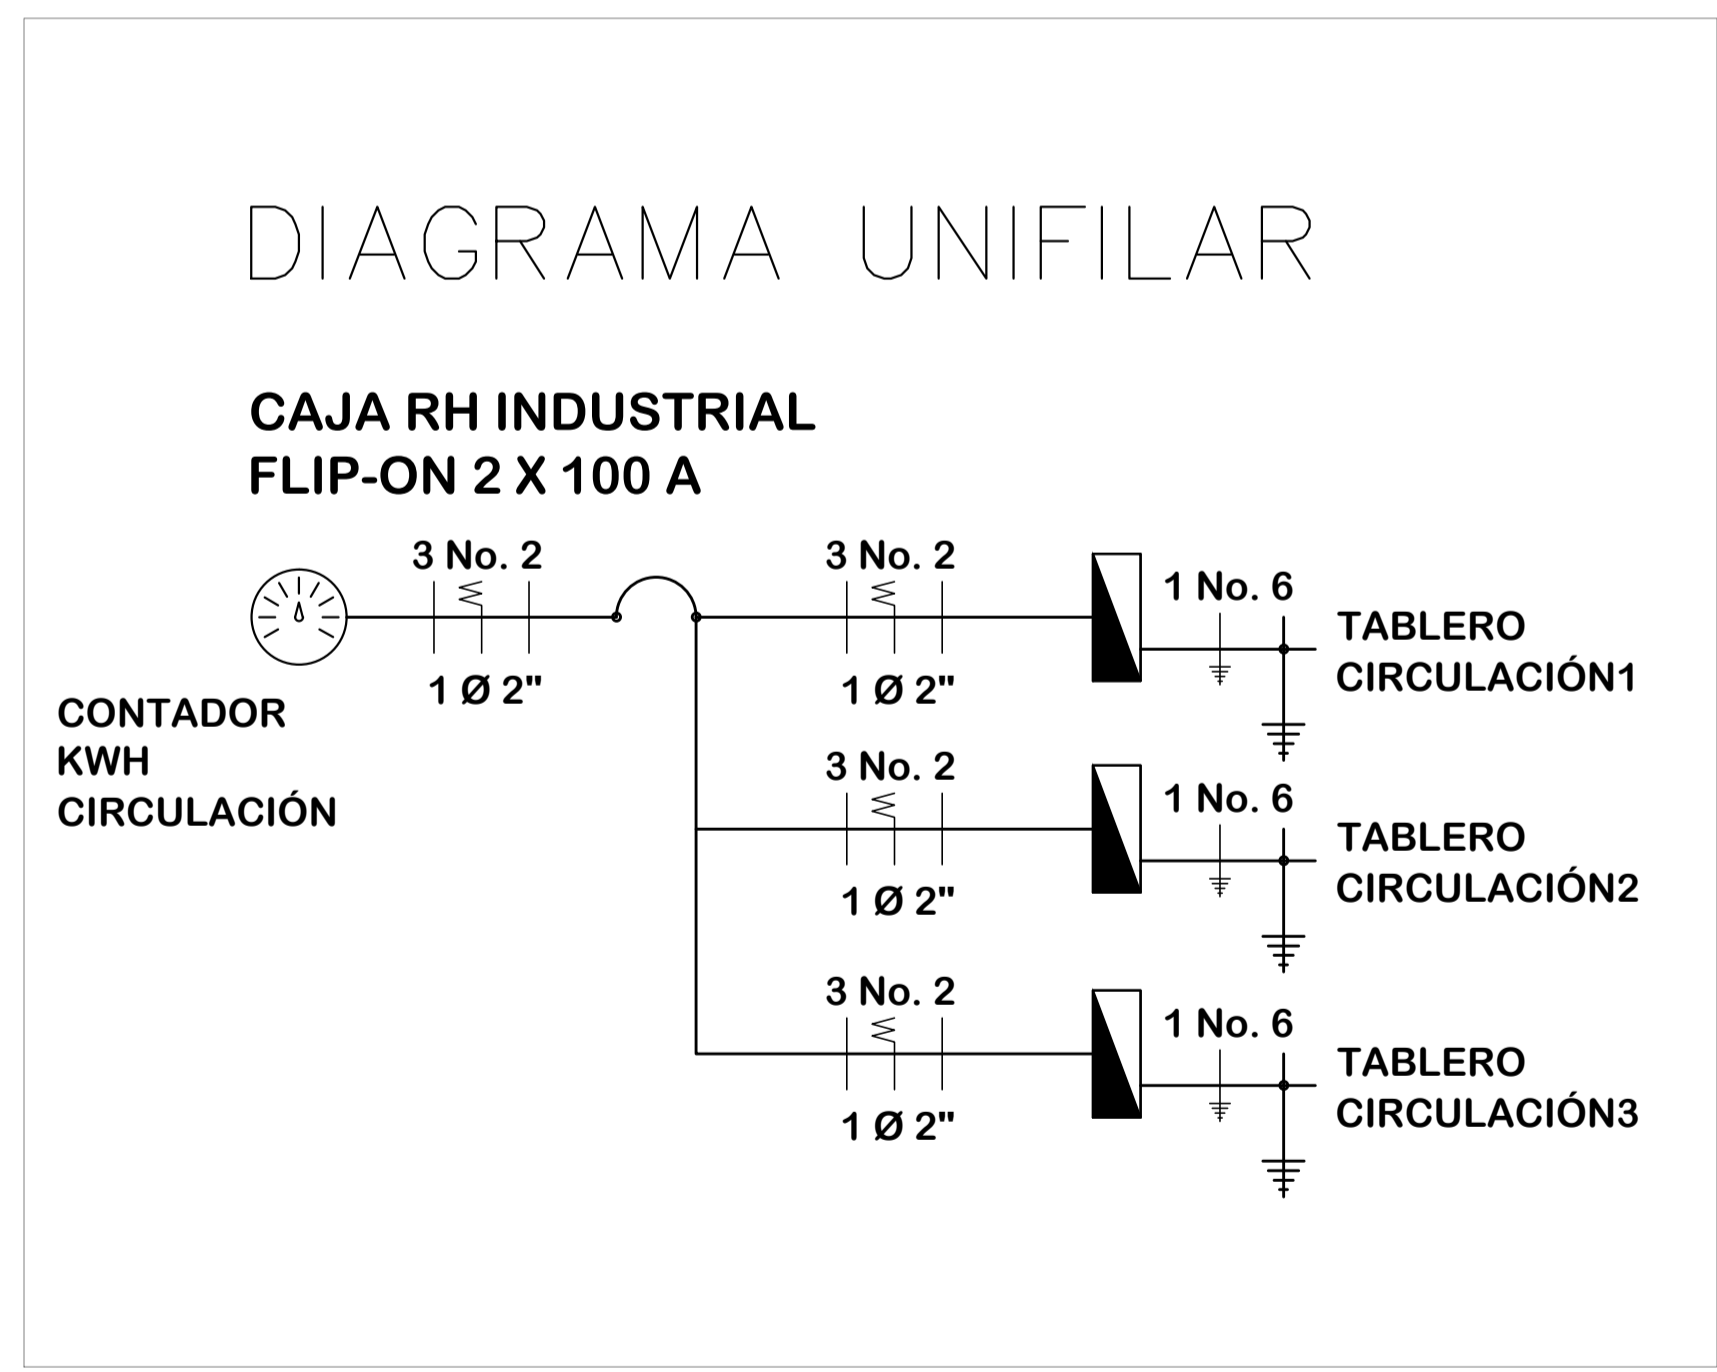 DIAGRAMA UNIFILAR
CAJA RH INDUSTRIAL
FLIP-ON 2 X 100 A
3 No. 2
1 Ø 2"
CONTADOR
KWH
CIRCULACIÓN
3 No. 2
1 Ø 2"
1 No. 6
TABLERO
CIRCULACIÓN1
3 No. 2
1 Ø 2"
1 No. 6
TABLERO
CIRCULACIÓN2
3 No. 2
1 Ø 2"
1 No. 6
TABLERO
CIRCULACIÓN3